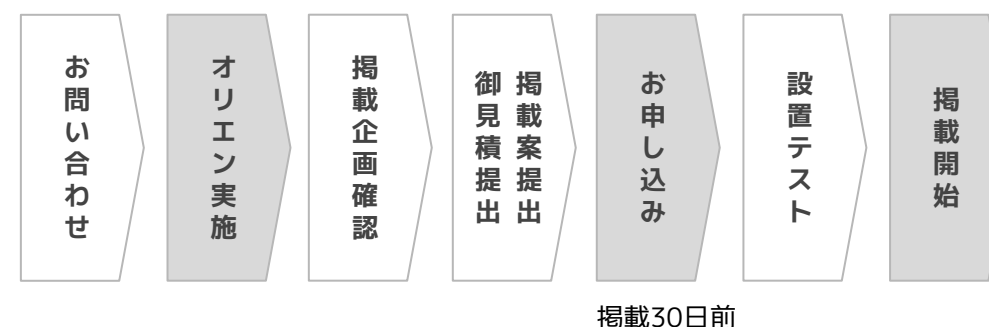 お問い合わせ
オリエン実施
掲載企画確認
掲載案提出
御見積提出
お申し込み
設置テスト
掲載開始
掲載30日前